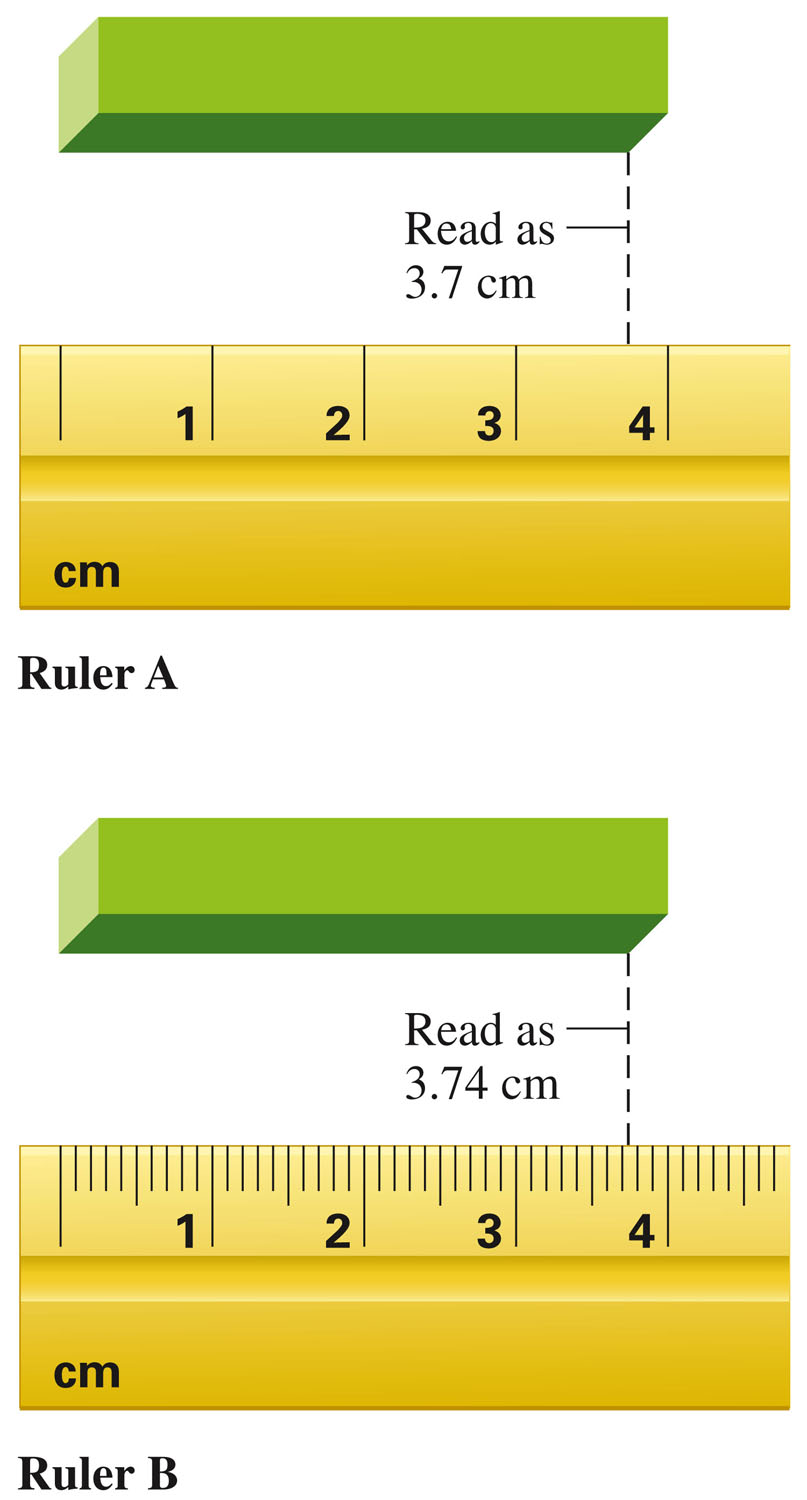 Read as
3.7 cm
1 2 3 4
cm
Ruler A
Read as
3.74 cm
1 2 3 4
cm
Ruler B